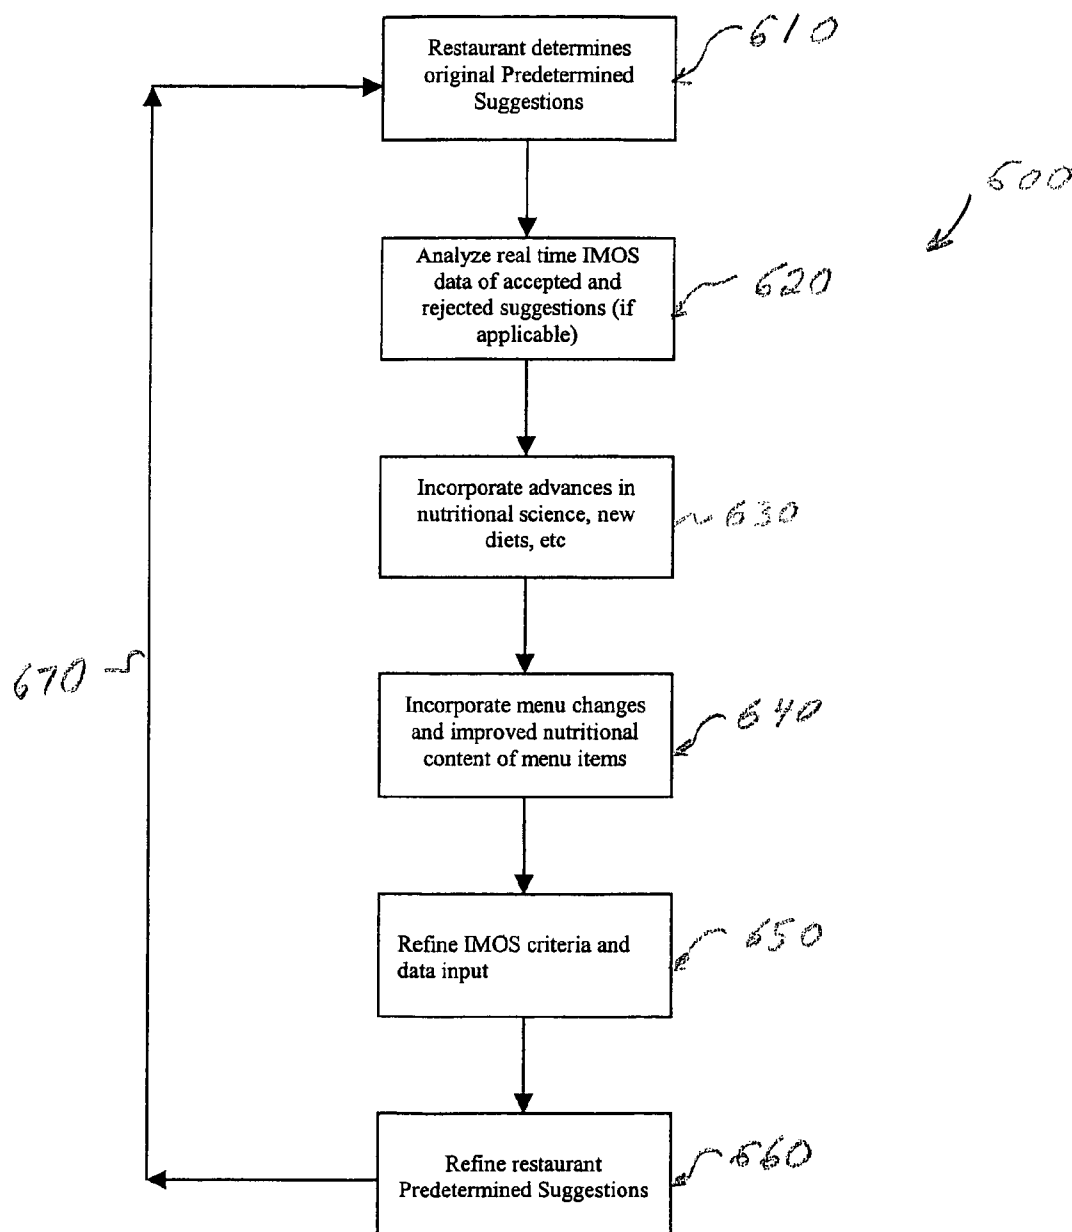 Restaurant determines
original Predetermined
Suggestions
610
600
Analyze real time IMOS
data of accepted and
rejected suggestions (if
applicable)
620
Incorporate advances in
nutritional science, new
diets, etc
630
670
Incorporate menu changes
and improved nutritional
content of menu items
640
Refine IMOS criteria and
data input
650
Refine restaurant
Predetermined Suggestions
660